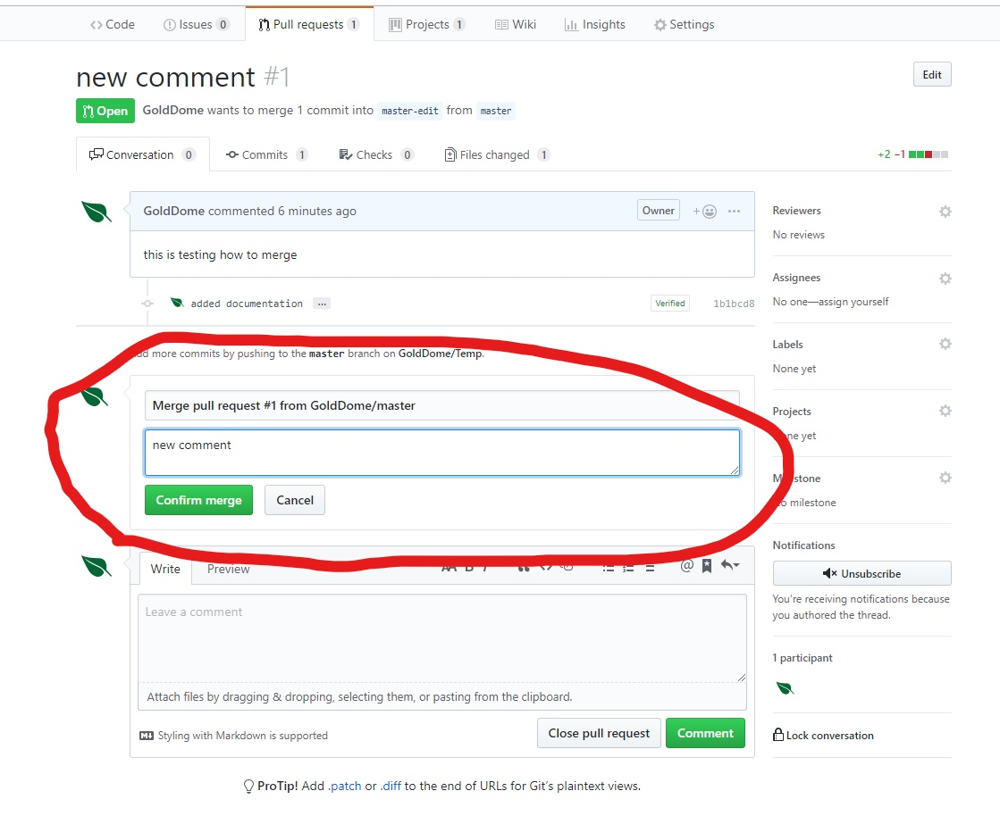 Code Issues 0 Pull requests 1 Projects 1 Wiki Insights Settings
new comment #1
Edit
Open GoldDome wants to merge 1 commit into master-edit from master
Conversation 0 Commits 1 Checks 0 Files changed 1 +2 −1
GoldDome commented 6 minutes ago Owner
this is testing how to merge
added documentation … Verified 1b1bcd8
more commits by pushing to the master branch on GoldDome/Temp.
Merge pull request #1 from GoldDome/master
new comment
Confirm merge Cancel
Write Preview
Leave a comment
Attach files by dragging & dropping, selecting them, or pasting from the clipboard.
Styling with Markdown is supported
Close pull request Comment
Reviewers
No reviews
Assignees
No one—assign yourself
Labels
None yet
Projects
yet
milestone
Notifications
Unsubscribe
You’re receiving notifications because
you authored the thread.
1 participant
Lock conversation
ProTip! Add .patch or .diff to the end of URLs for Git’s plaintext views.